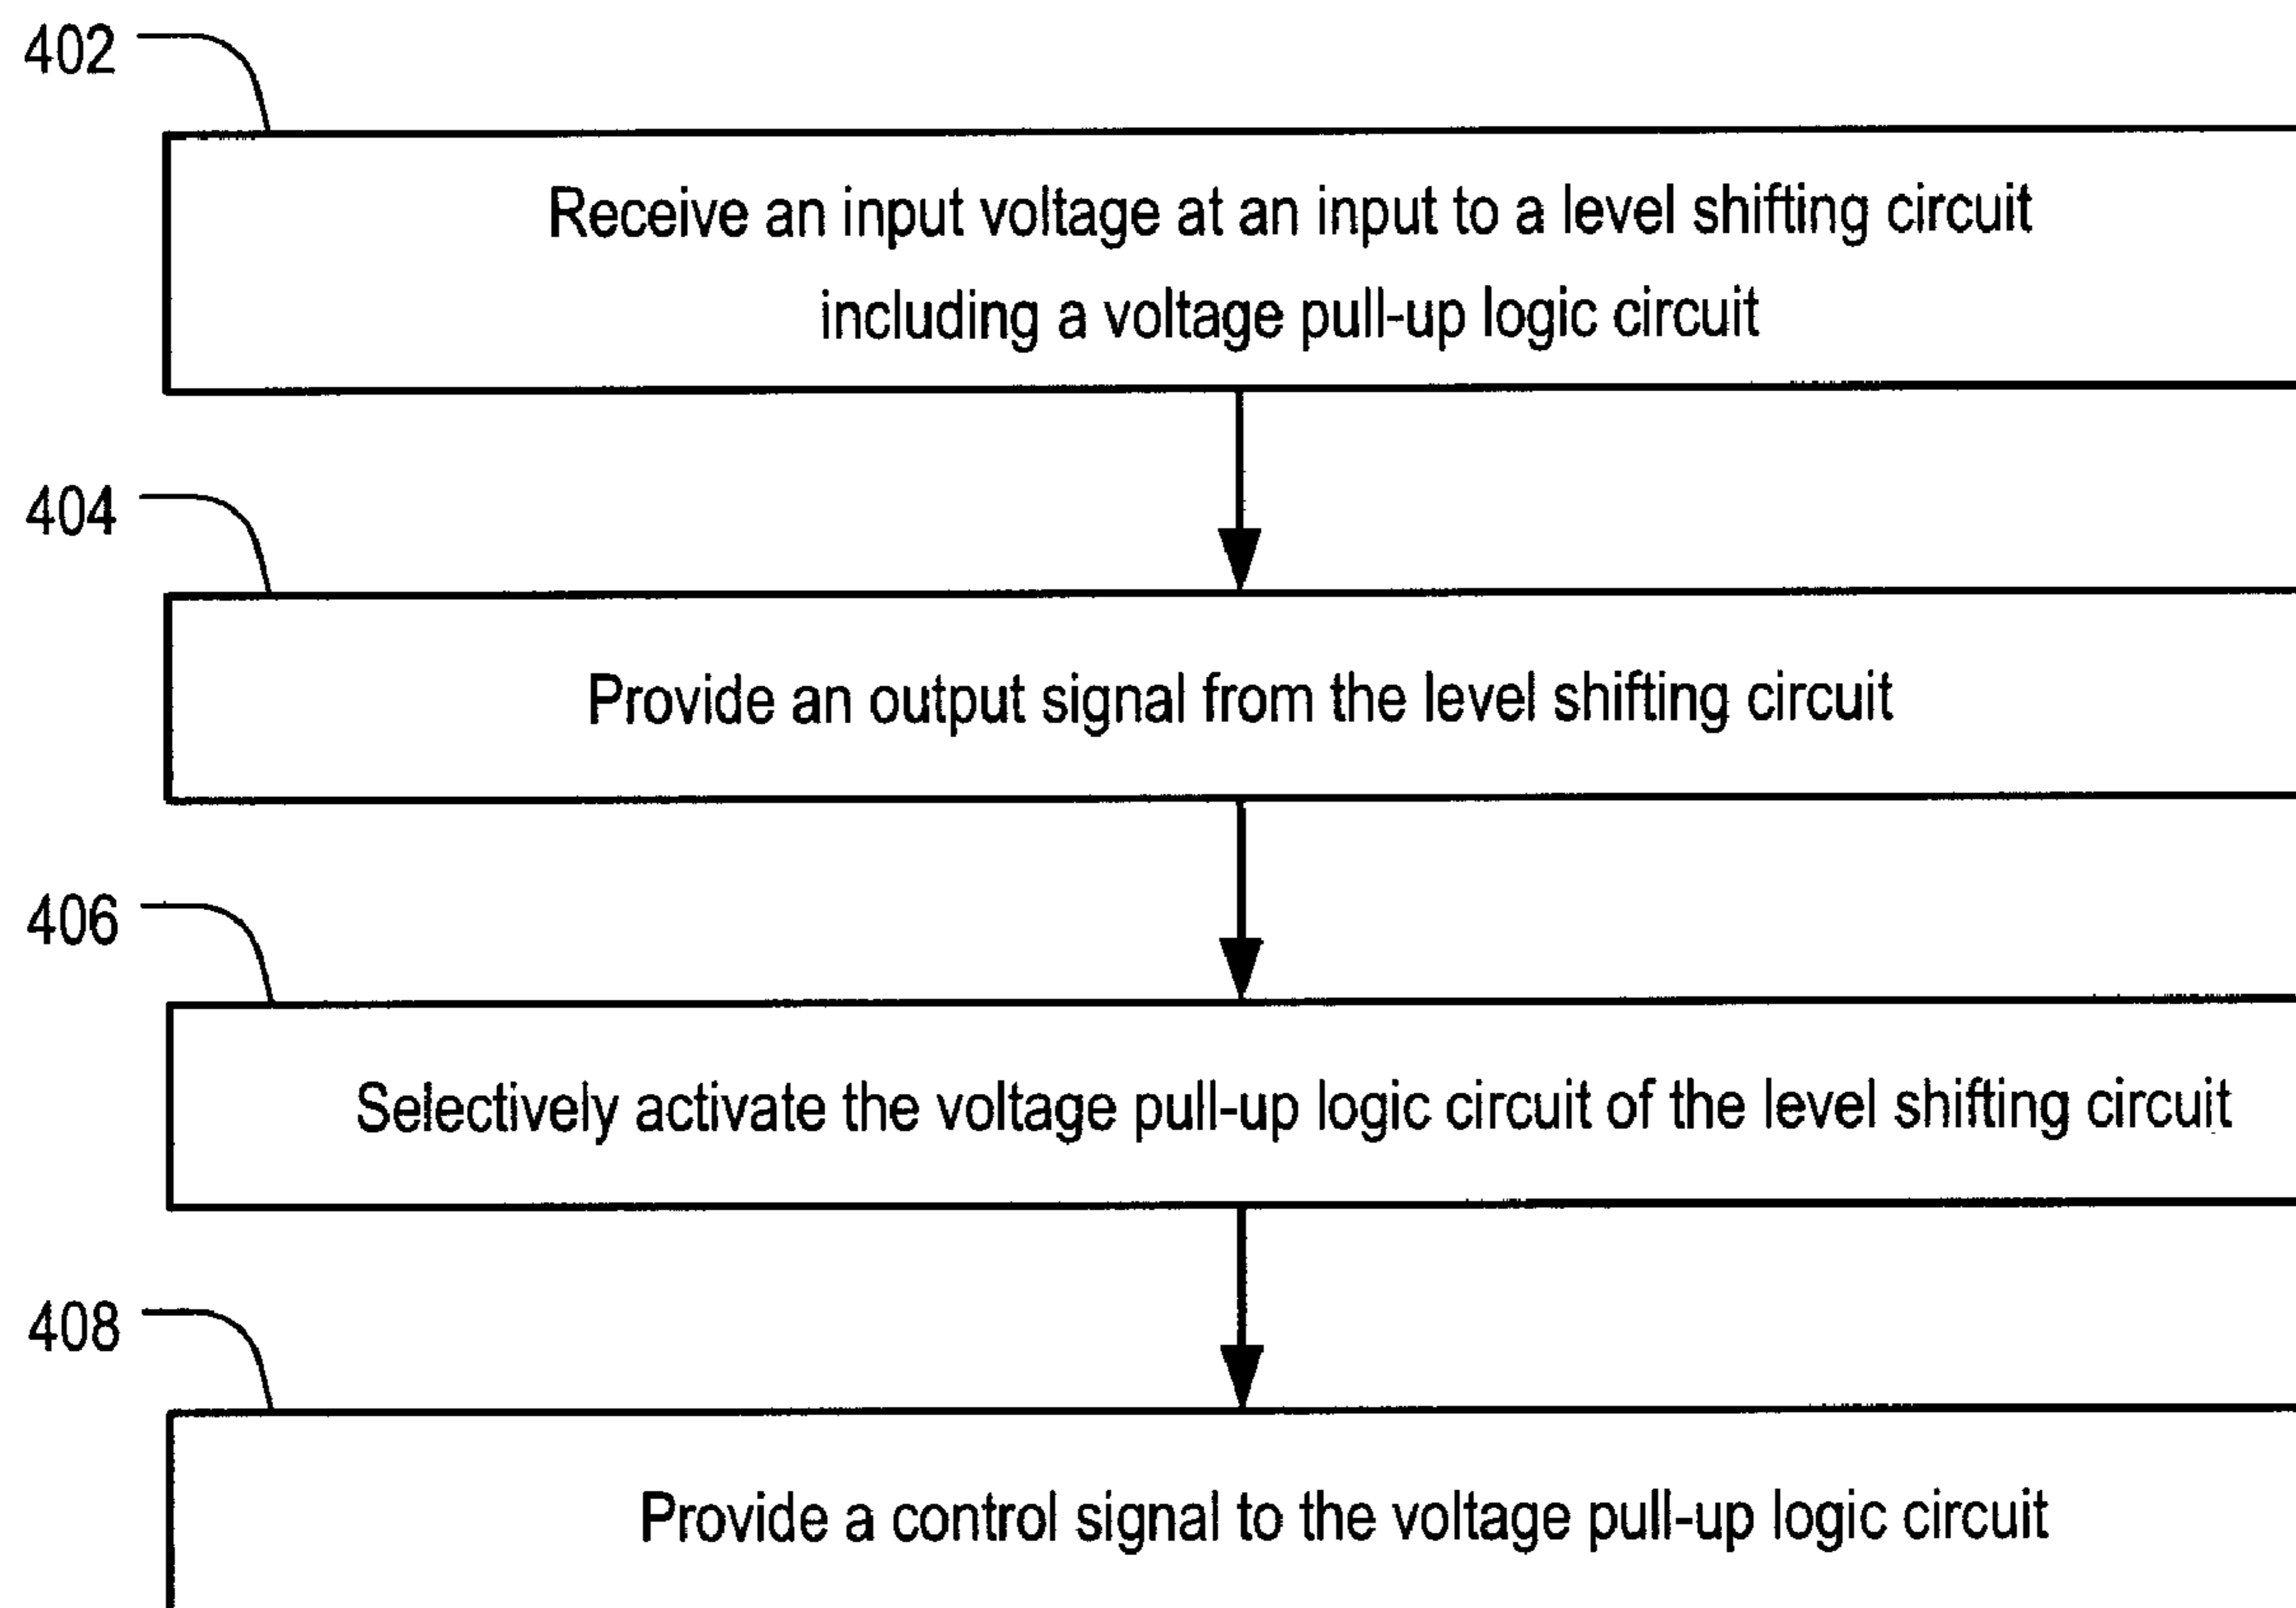 402
Receive an input voltage at an input to a level shifting circuit
including a voltage pull-up logic circuit
404
Provide an output signal from the level shifting circuit
406
Selectively activate the voltage pull-up logic circuit of the level shifting circuit
408
Provide a control signal to the voltage pull-up logic circuit